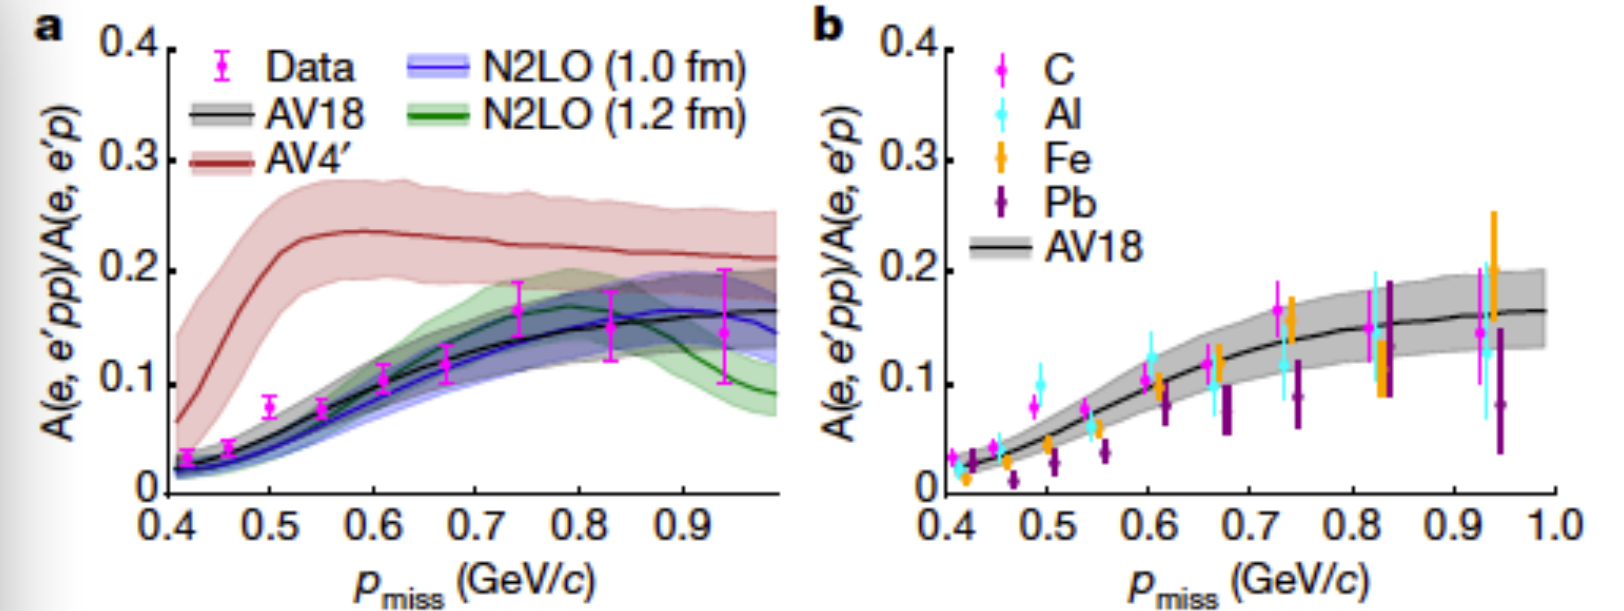 a
0.4
0.3
0.2
0.1
0
Data
AV18
AV4′
N2LO (1.0 fm)
N2LO (1.2 fm)
A(e, e′pp)/A(e, e′p)
0.4 0.5 0.6 0.7 0.8 0.9
pmiss (GeV/c)
b
0.4
0.3
0.2
0.1
0
C
Al
Fe
Pb
AV18
A(e, e′pp)/A(e, e′p)
0.4 0.5 0.6 0.7 0.8 0.9 1.0
pmiss (GeV/c)